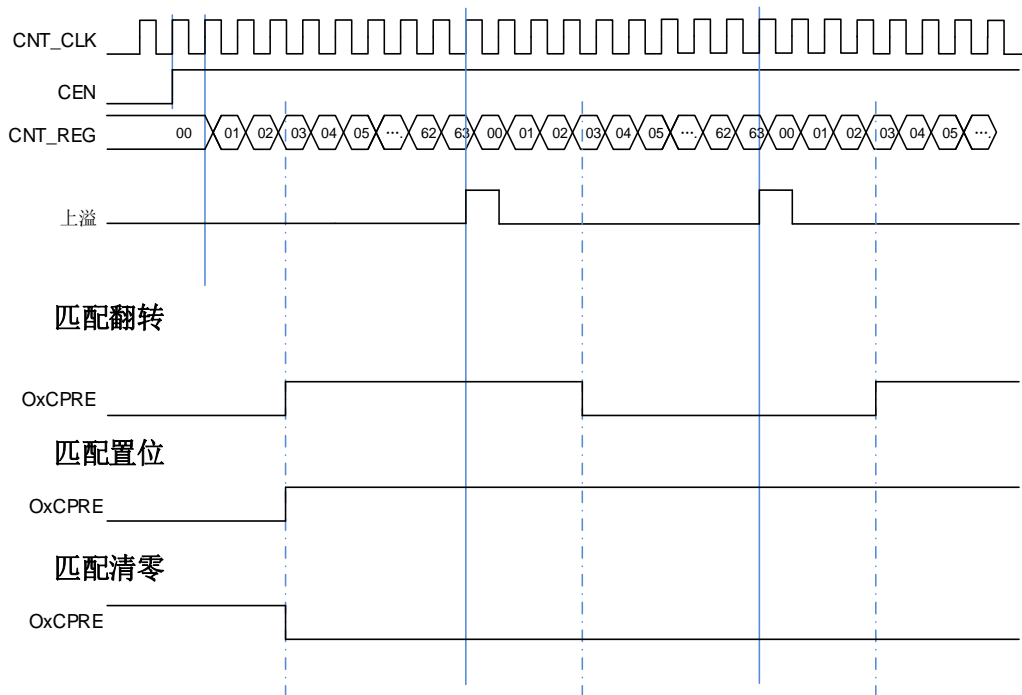 CNT_CLK
CEN
CNT_REG 00 01 02 03 04 05 ···. 62 63 00 01 02 03 04 05 ···. 62 63 00 01 02 03 04 05 ···.
上溢
匹配翻转
OxCPRE
匹配置位
OxCPRE
匹配清零
OxCPRE